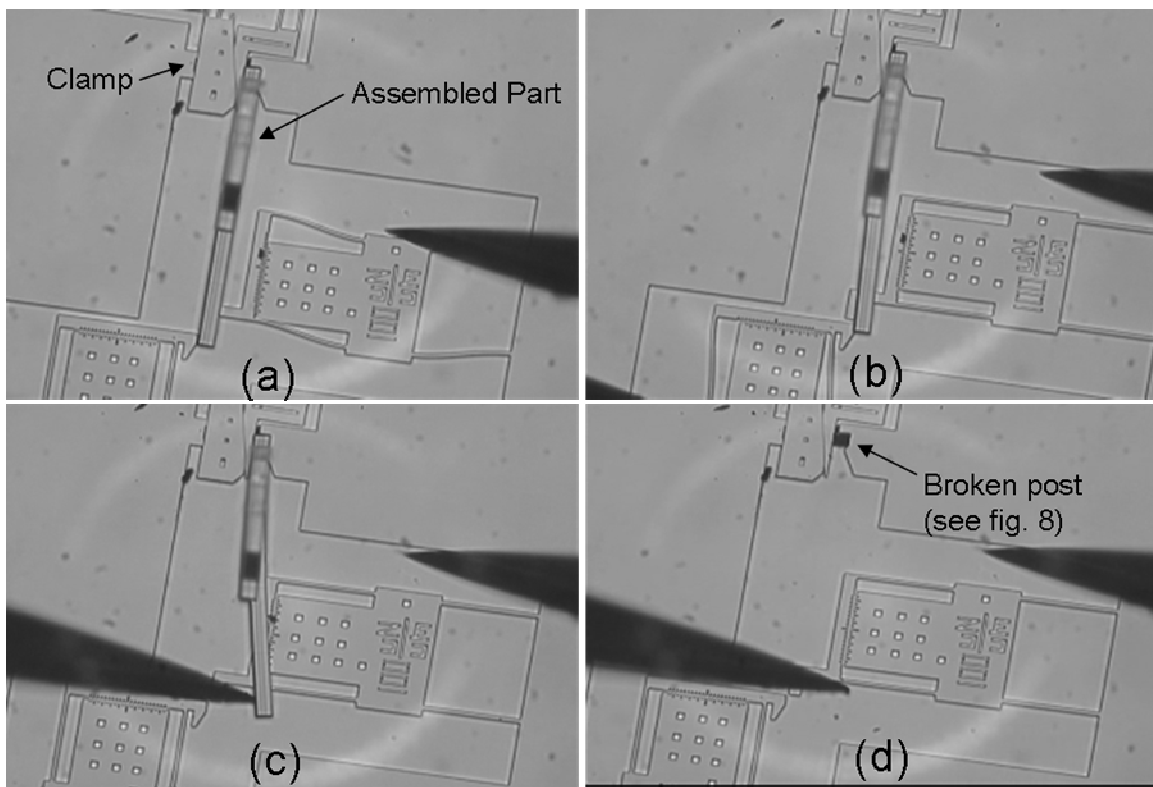 Clamp
Assembled Part
(a)
(b)
(c)
Broken post
(see fig. 8)
(d)